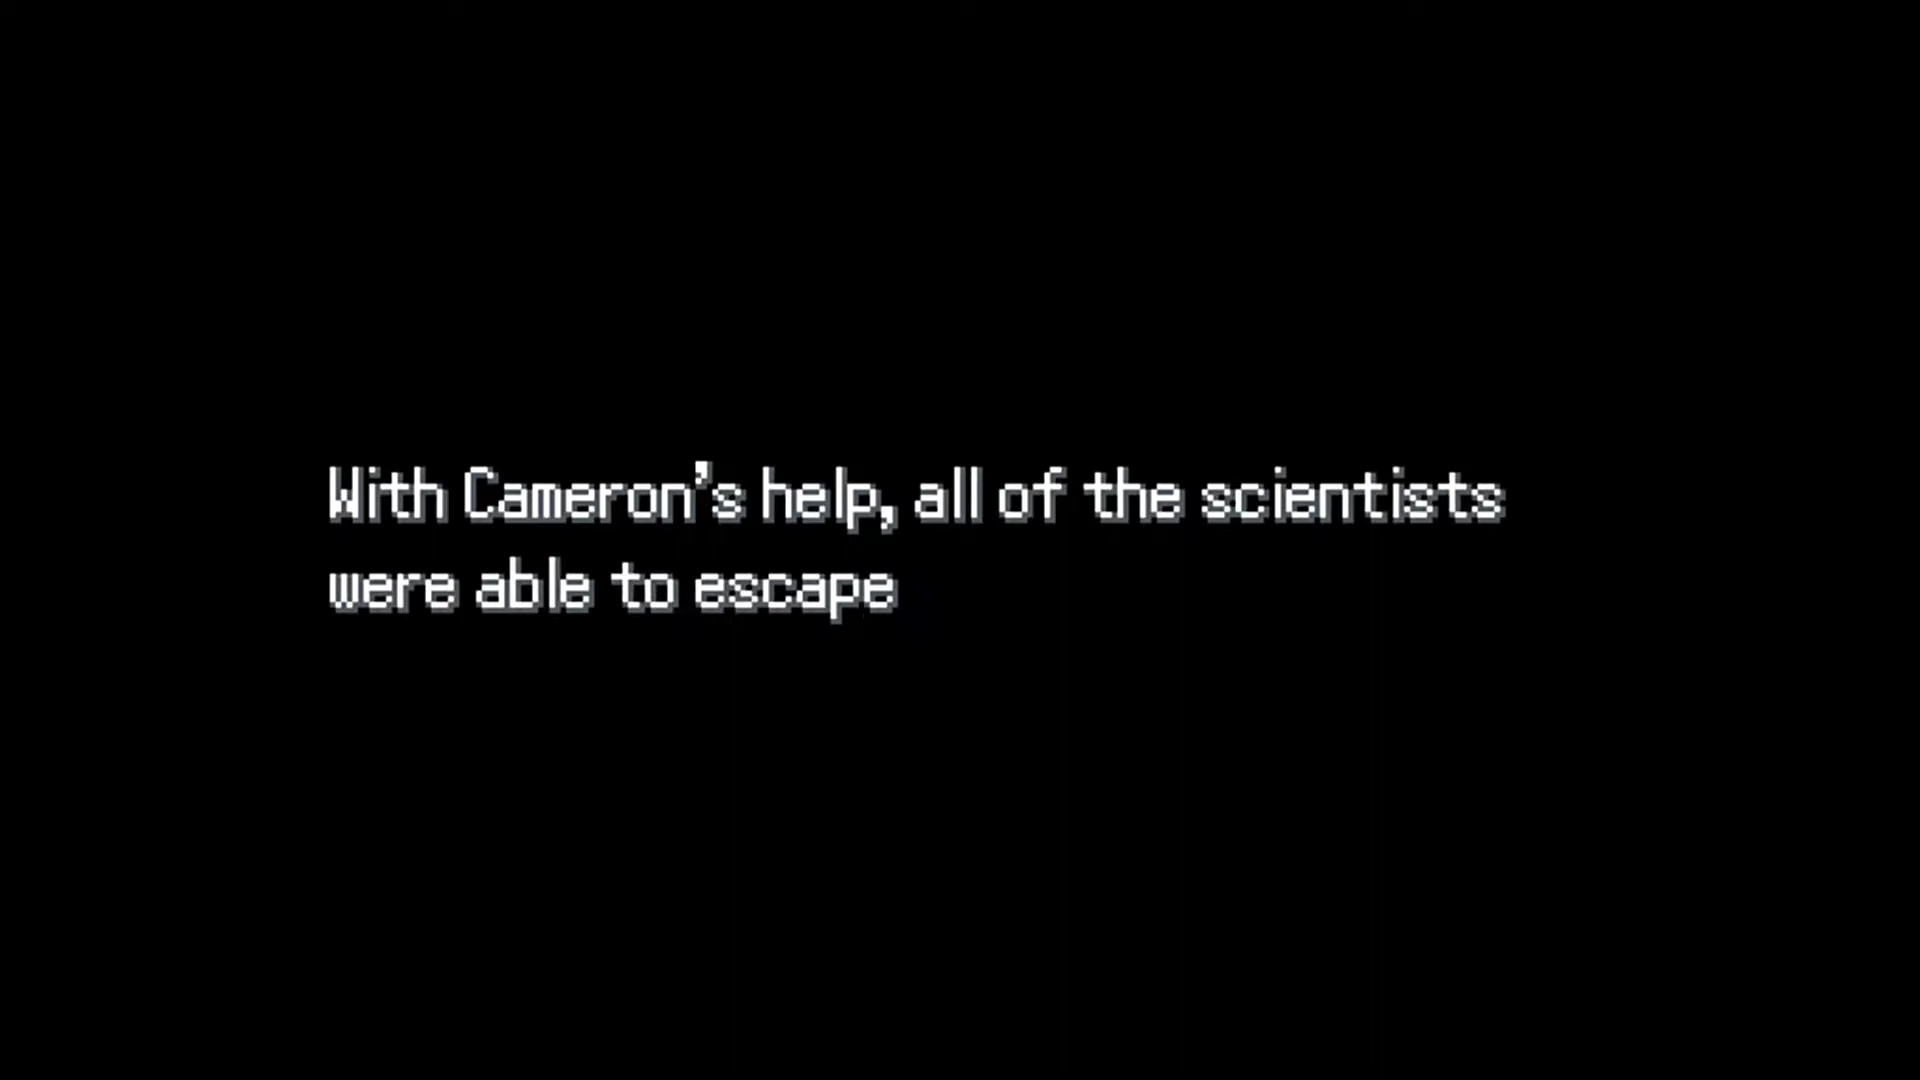 With Cameron's help, all of the scientists
were able to escape